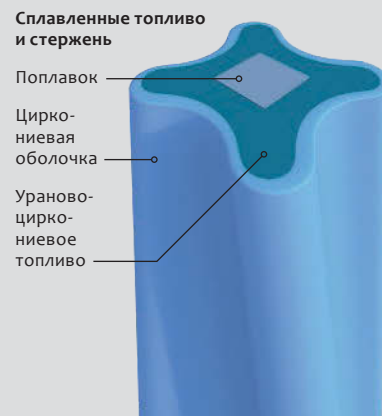 Сплавленные топливо
и стержень
Поплавок
Цирко-
ниевая
оболочка
Ураново-
цирко-
ниевое
топливо